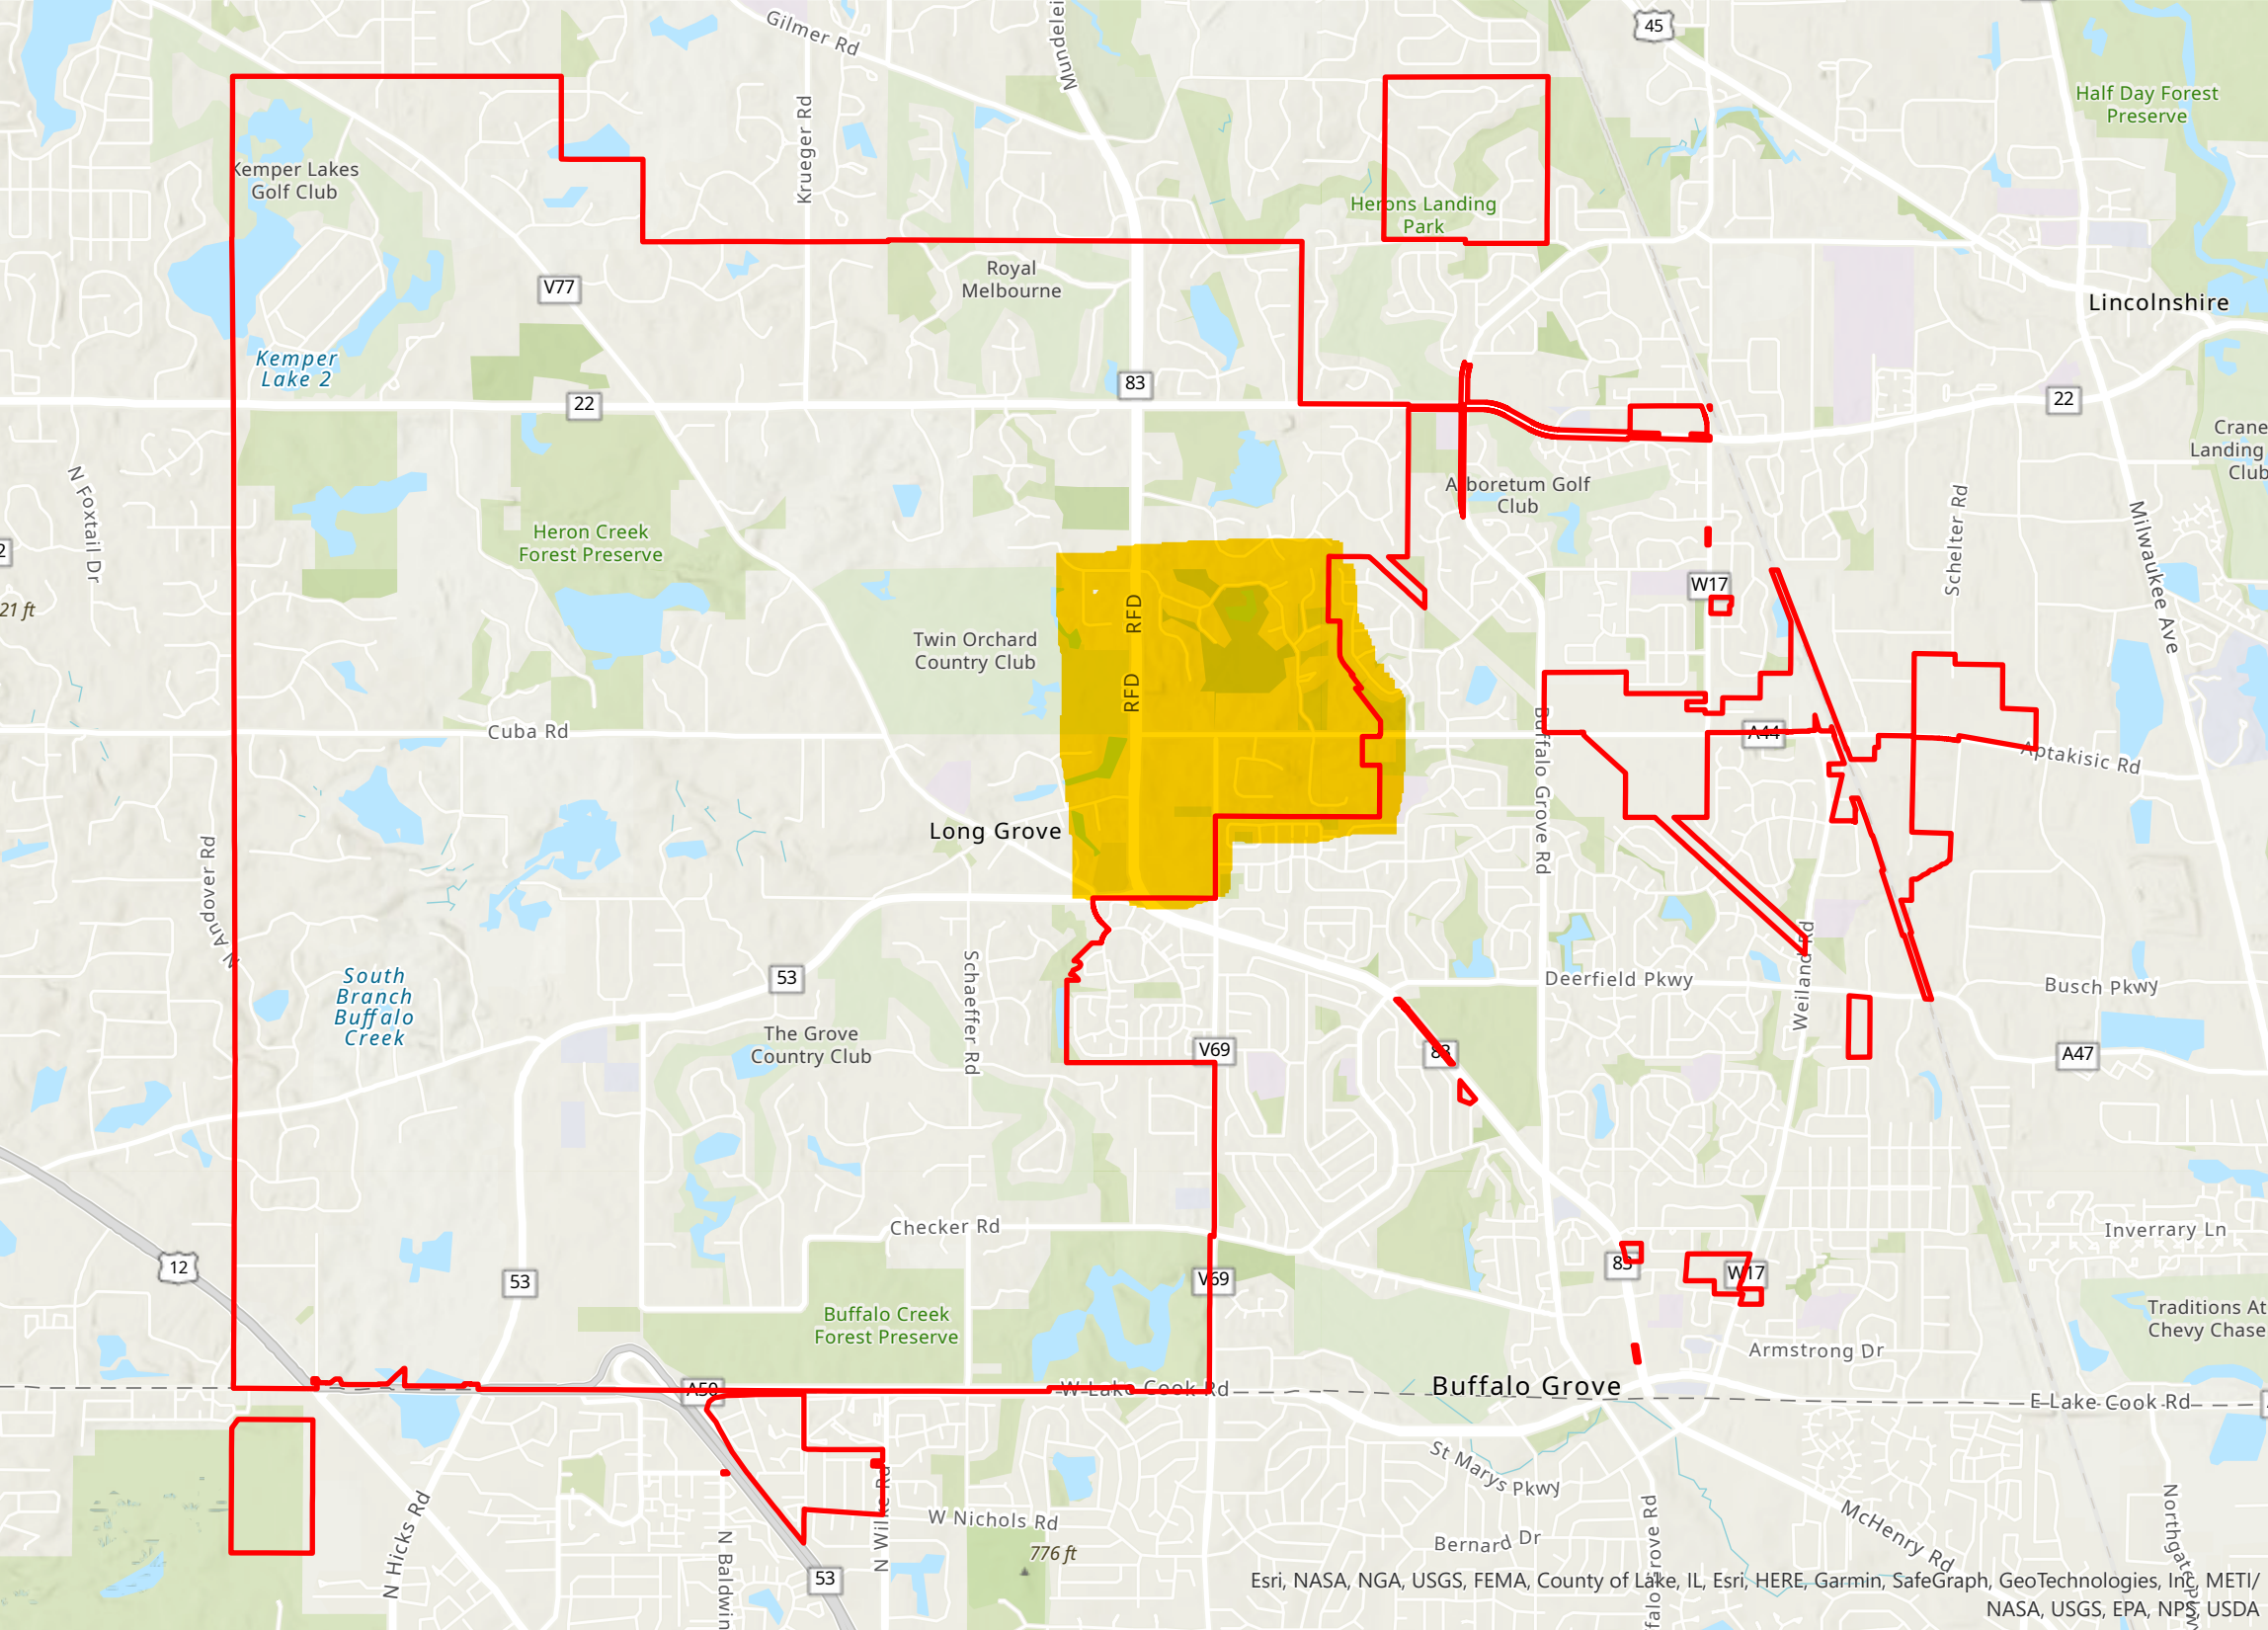 Gilmer Rd
Mundelei
45
Half Day Forest
Preserve
Krueger Rd
Kemper Lakes
Golf Club
Herons Landing
Park
Royal
Melbourne
V77
Lincolnshire
Kemper
Lake 2
83
22
22
Crane
Landing
Club
N Foxtail Dr
Arboretum Golf
Club
Schelter Rd
Milwaukee Ave
Heron Creek
Forest Preserve
2
21 ft
RFD
W17
Twin Orchard
Country Club
RFD
Cuba Rd
A44
Aptakisic Rd
Buffalo Grove Rd
Long Grove
N Andover Rd
Weiland Rd
53
Schaeffer Rd
Deerfield Pkwy
Busch Pkwy
South
Branch
Buffalo
Creek
The Grove
Country Club
V69
83
A47
Checker Rd
Inverrary Ln
12
53
V69
83
W17
Buffalo Creek
Forest Preserve
Traditions At
Chevy Chase
Armstrong Dr
A50
W Lake Cook Rd
Buffalo Grove
E Lake Cook Rd
St Marys Pkwy
N Hicks Rd
N Baldwin
N Wilke Rd
W Nichols Rd
776 ft
Bernard Dr
McHenry Rd
falo Grove Rd
Northgate Pkwy
53
Esri, NASA, NGA, USGS, FEMA, County of Lake, IL, Esri, HERE, Garmin, SafeGraph, GeoTechnologies, Inc, METI/
NASA, USGS, EPA, NPS, USDA